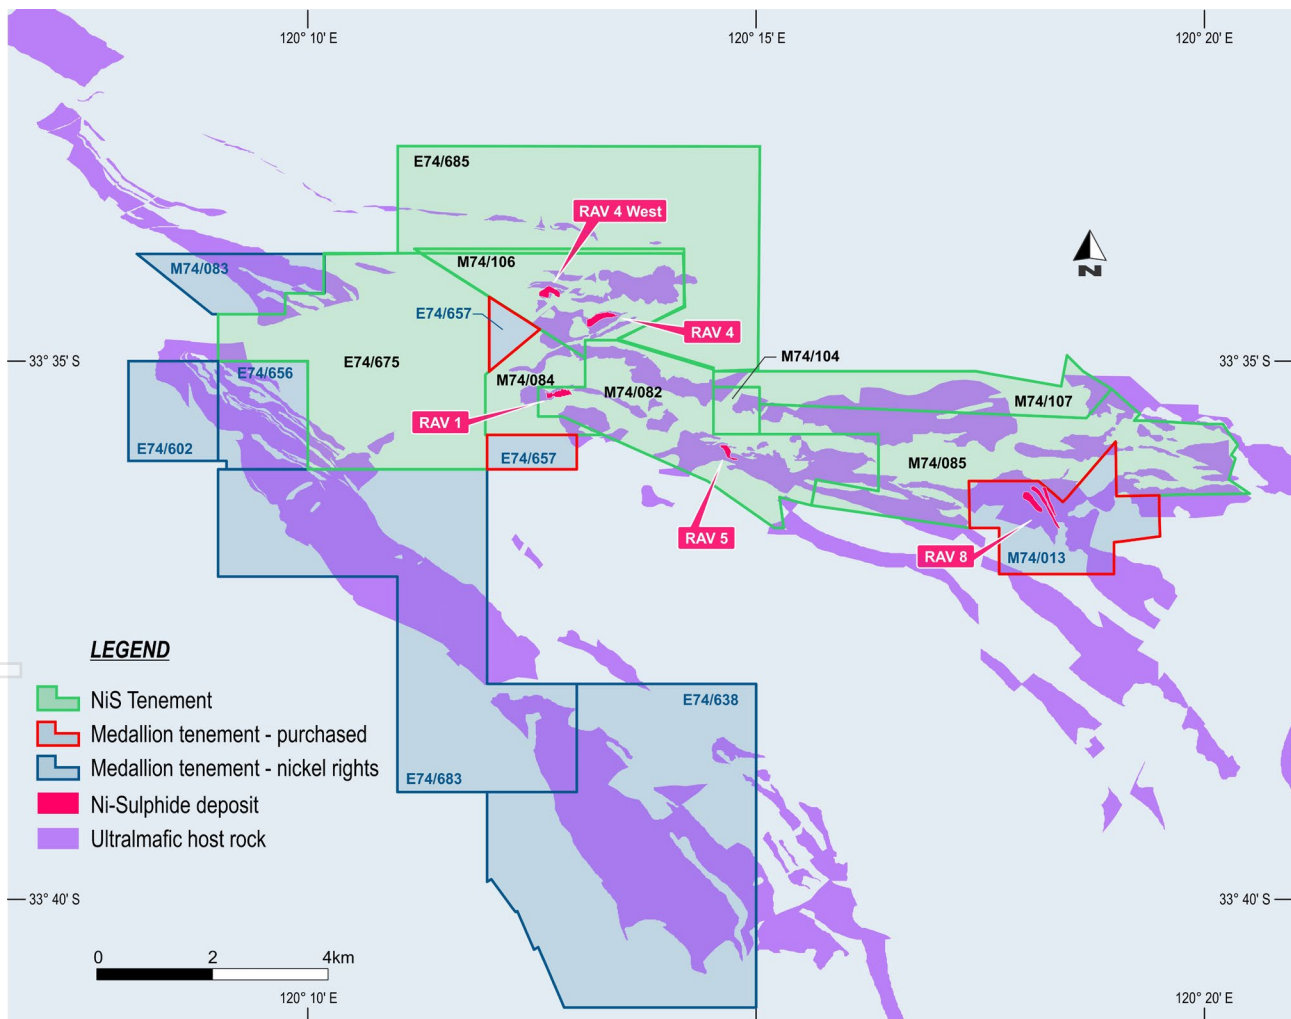 120° 10' E
120° 15' E
120° 20' E
E74/685
RAV 4 West
M74/106
M74/083
E74/657
RAV 4
33° 35' S
33° 35' S
E74/675
M74/104
E74/656
M74/084
M74/082
M74/107
RAV 1
E74/602
E74/657
M74/085
RAV 5
RAV 8
M74/013
LEGEND
NiS Tenement
Medallion tenement - purchased
Medallion tenement - nickel rights
Ni-Sulphide deposit
Ultralmafic host rock
E74/638
E74/683
33° 40' S
33° 40' S
0 2 4km
120° 10' E
120° 20' E
N